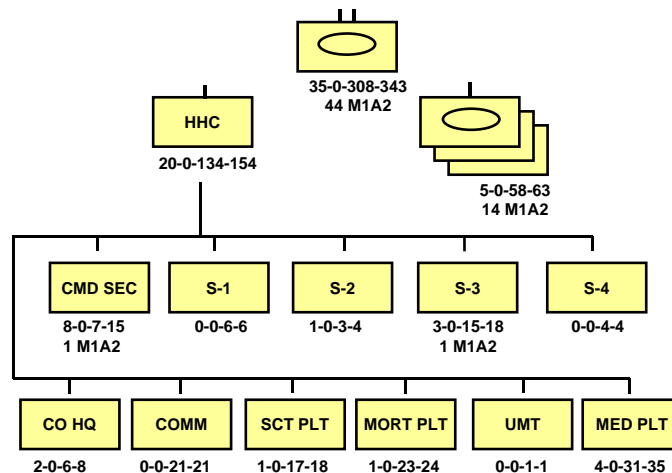 35-0-308-343
44 M1A2
HHC
20-0-134-154
5-0-58-63
14 M1A2
CMD SEC
8-0-7-15
1 M1A2
S-1
0-0-6-6
S-2
1-0-3-4
S-3
3-0-15-18
1 M1A2
S-4
0-0-4-4
CO HQ
2-0-6-8
COMM
0-0-21-21
SCT PLT
1-0-17-18
MORT PLT
1-0-23-24
UMT
0-0-1-1
MED PLT
4-0-31-35